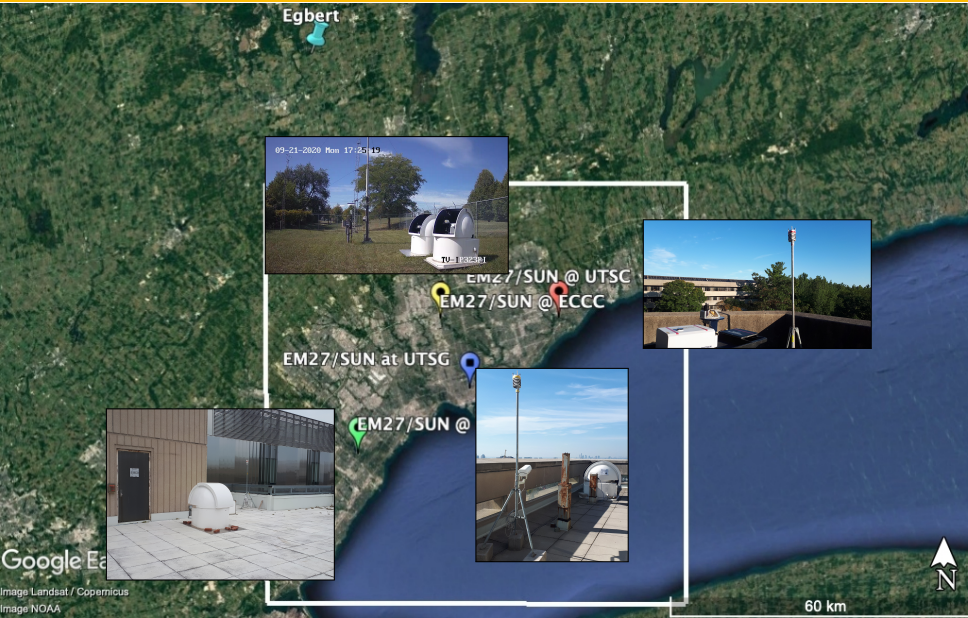 Egbert
09-21-2020 Mon 17:25:19
EM27/SUN @ UTSC
EM27/SUN @ ECCC
EM27/SUN at UTSG
EM27/SUN @
Google Ea
Image Landsat / Copernicus
Image NOAA
60 km
N